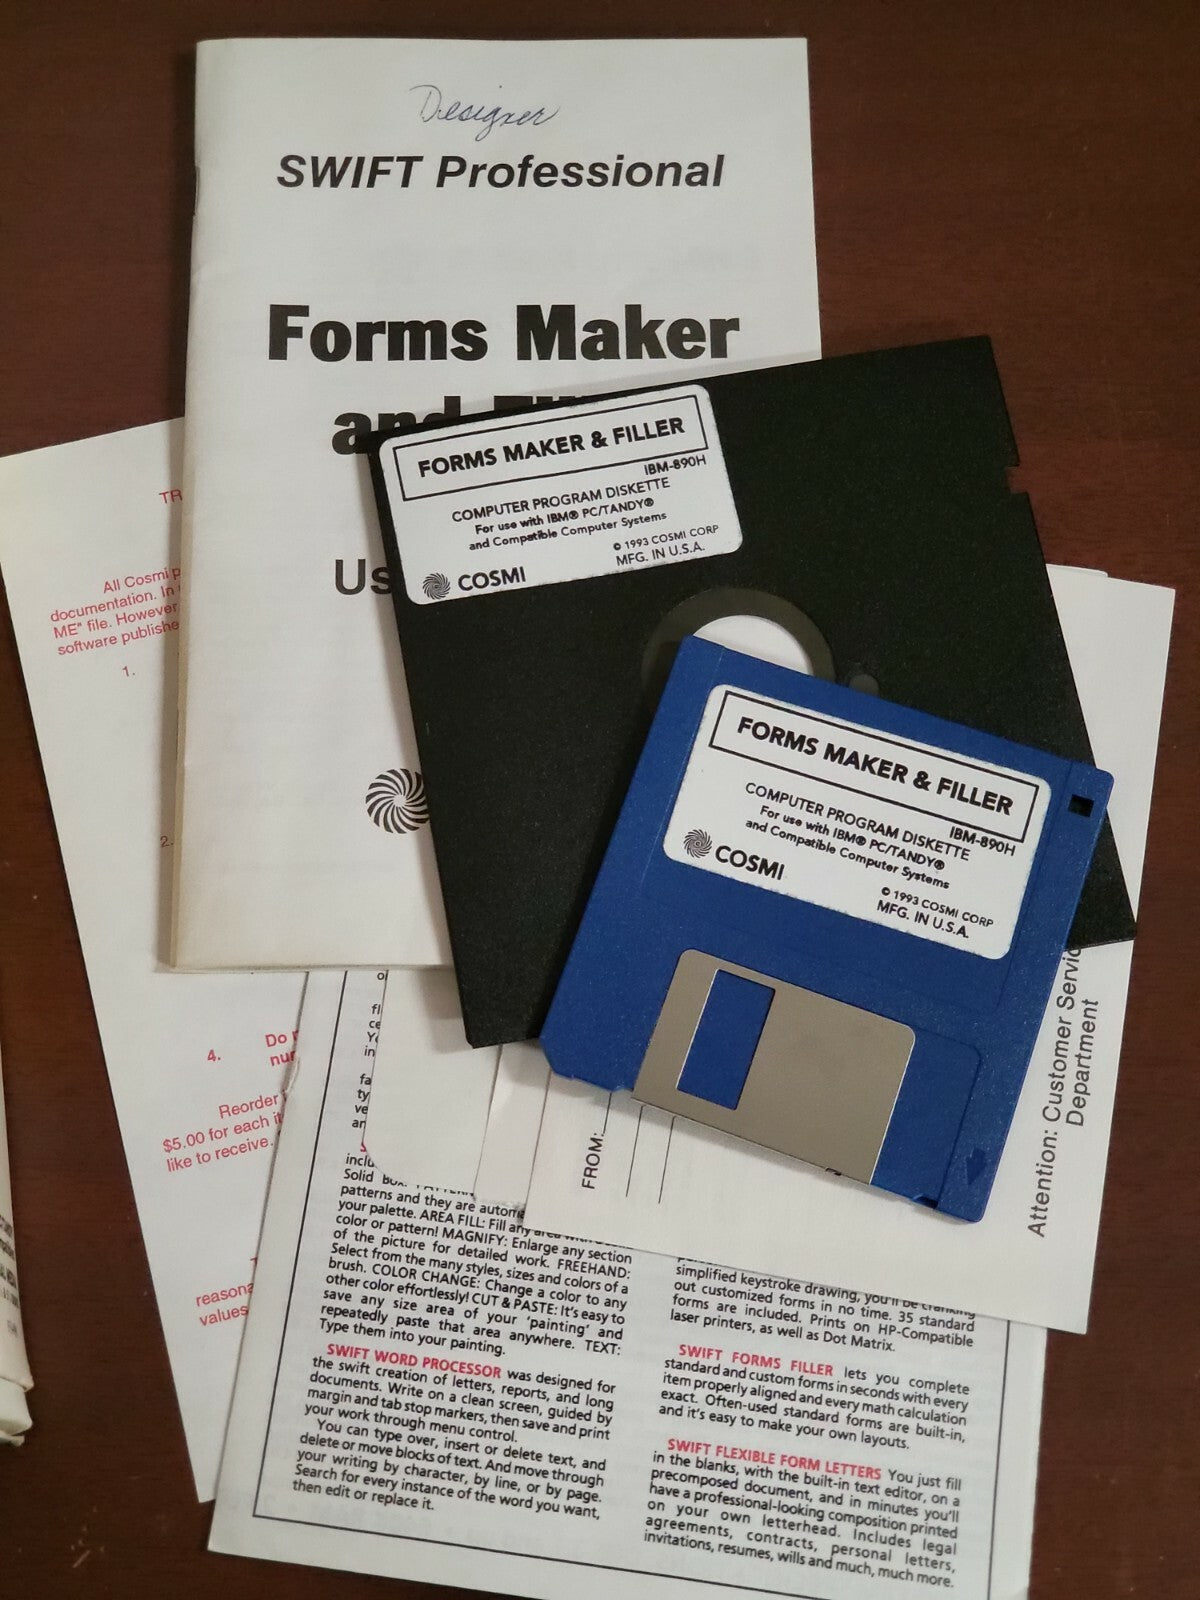 Designer
SWIFT Professional
Forms Maker
and
Us
FORMS MAKER & FILLER
IBM-890H
COMPUTER PROGRAM DISKETTE
For use with IBM® PC/TANDY®
and Compatible Computer Systems
© 1993 COSMI CORP
MFG. IN U.S.A.
COSMI
FORMS MAKER & FILLER
IBM-890H
COMPUTER PROGRAM DISKETTE
For use with IBM® PC/TANDY®
and Compatible Computer Systems
© 1993 COSMI CORP
MFG. IN U.S.A.
COSMI
TR
All Cosmi p
documentation. In
ME" file. However
software publishe
1.
2.
4. Do
nu
Reorder
$5.00 for each it
like to receive.
reasona
values
FROM:
Attention: Customer Servic
Department
fl
ce
in
fa
ty
ve
an
inclu
Solid
patterns and they are autom
your palette. AREA FILL: Fill any area with
color or pattern! MAGNIFY: Enlarge any section
of the picture for detailed work. FREEHAND:
Select from the many styles, sizes and colors of a
brush. COLOR CHANGE: Change a color to any
other color effortlessly! CUT & PASTE: It's easy to
save any size area of your 'painting' and
repeatedly paste that area anywhere. TEXT:
Type them into your painting.
SWIFT WORD PROCESSOR was designed for
the swift creation of letters, reports, and long
documents. Write on a clean screen, guided by
margin and tab stop markers, then save and print
your work through menu control.
You can type over, insert or delete text, and
delete or move blocks of text. And move through
your writing by character, by line, or by page.
Search for every instance of the word you want,
then edit or replace it.
simplified keystroke drawing, you'll be cranking
out customized forms in no time. 35 standard
forms are included. Prints on HP-Compatible
laser printers, as well as Dot Matrix.
SWIFT FORMS FILLER lets you complete
standard and custom forms in seconds with every
item properly aligned and every math calculation
exact. Often-used standard forms are built-in,
and it's easy to make your own layouts.
SWIFT FLEXIBLE FORM LETTERS You just fill
in the blanks, with the built-in text editor, on a
precomposed document, and in minutes you'll
have a professional-looking composition printed
on your own letterhead. Includes legal
agreements, contracts, personal letters,
invitations, resumes, wills and much, much more.